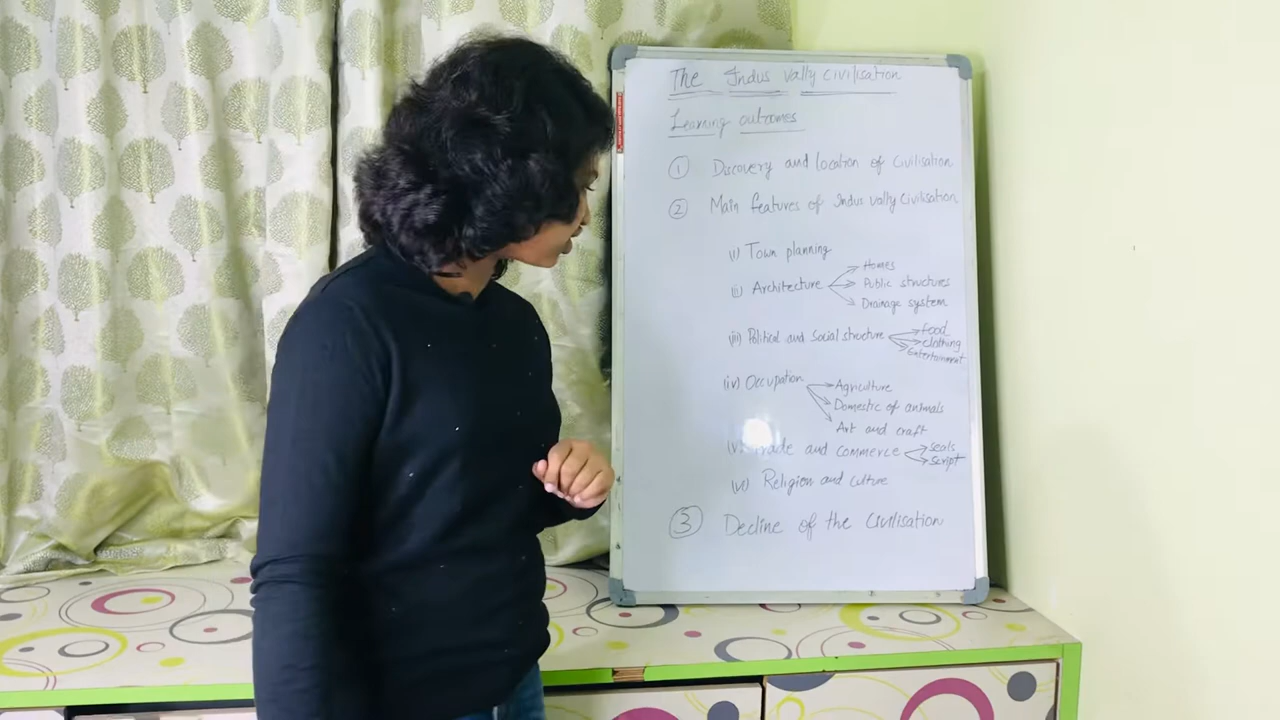 The Indus vally civilisation
Learning outcomes
① Discovery and location of Civilisation
② Main features of Indus vally Civilisation
(i) Town planning
(ii) Architecture
Homes
Public structures
Drainage system
(iii) Political and Social structure
Food
clothing
Entertainment
(iv) Occupation
Agriculture
Domestic of animals
Art and craft
Trade and commerce
Seals
Script
(vi) Religion and culture
③ Decline of the Civilisation